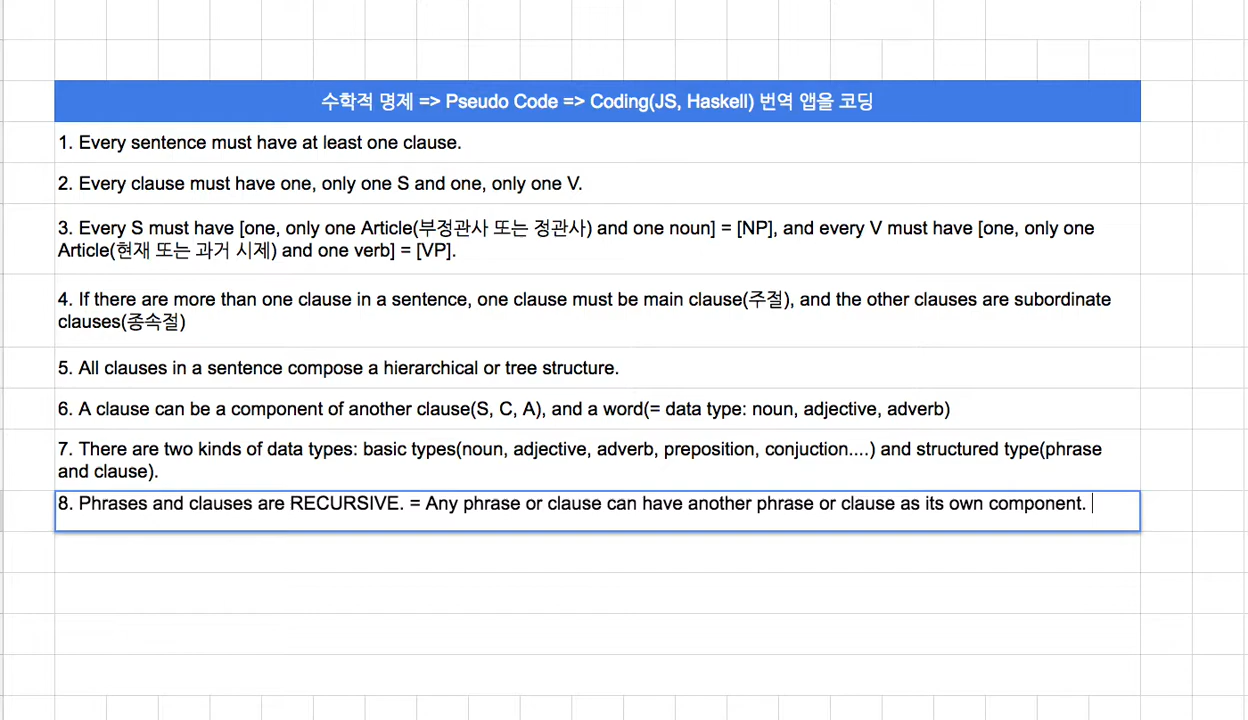 수학적 명제 => Pseudo Code => Coding(JS, Haskell) 번역 앱을 코딩
1. Every sentence must have at least one clause.
2. Every clause must have one, only one S and one, only one V.
3. Every S must have [one, only one Article(부정관사 또는 정관사) and one noun] = [NP], and every V must have [one, only one
Article(현재 또는 과거 시제) and one verb] = [VP].
4. If there are more than one clause in a sentence, one clause must be main clause(주절), and the other clauses are subordinate
clauses(종속절)
5. All clauses in a sentence compose a hierarchical or tree structure.
6. A clause can be a component of another clause(S, C, A), and a word(= data type: noun, adjective, adverb)
7. There are two kinds of data types: basic types(noun, adjective, adverb, preposition, conjuction....) and structured type(phrase
and clause).
8. Phrases and clauses are RECURSIVE. = Any phrase or clause can have another phrase or clause as its own component.